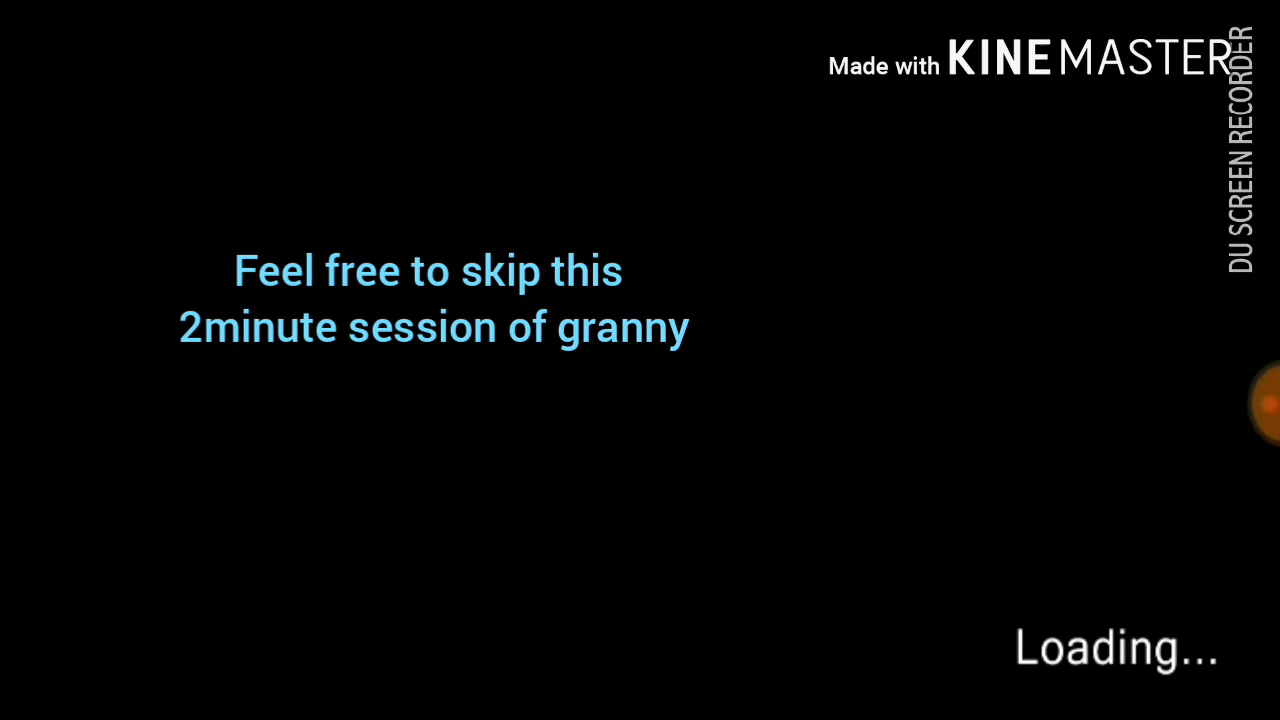 Made with KINEMASTER
DU SCREEN RECORDER
Feel free to skip this
2minute session of granny
Loading...